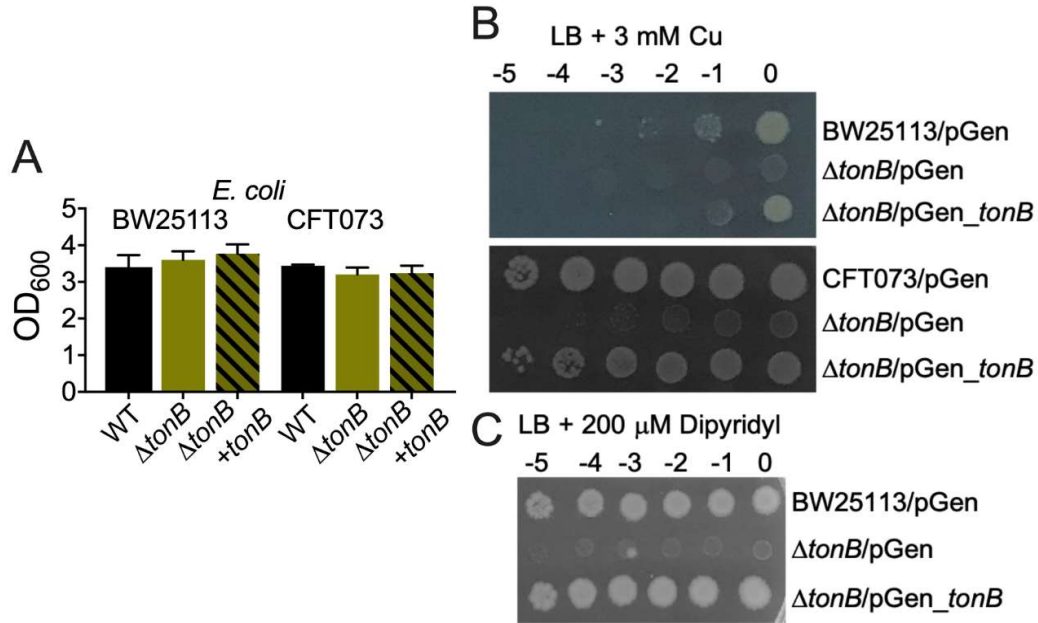 A
E. coli
BW25113 CFT073
OD600
5
4
3
2
1
0
WT
ΔtonB
ΔtonB
+tonB
WT
ΔtonB
ΔtonB
+tonB
B
LB + 3 mM Cu
-5 -4 -3 -2 -1 0
BW25113/pGen
ΔtonB/pGen
ΔtonB/pGen_tonB
CFT073/pGen
ΔtonB/pGen
ΔtonB/pGen_tonB
C LB + 200 μM Dipyridyl
-5 -4 -3 -2 -1 0
BW25113/pGen
ΔtonB/pGen
ΔtonB/pGen_tonB